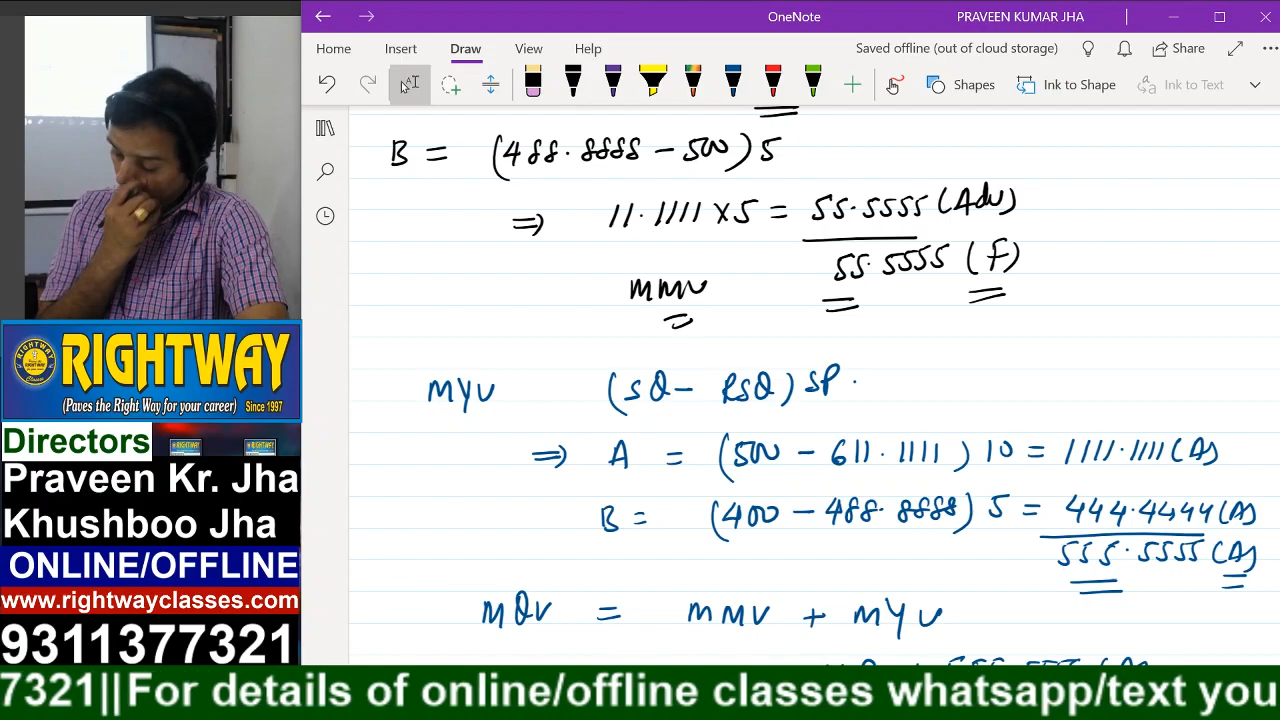 OneNote
PRAVEEN KUMAR JHA
Home Insert Draw View Help
Saved offline (out of cloud storage)
Share
Shapes
Ink to Shape
Ink to Text
B = (488.8888 - 500) 5
⇒ 11.1111 × 5 = 55.5555 (Adv)
55.5555 (F)
MMV
MYV (SQ - RSQ) SP.
⇒ A = (500 - 611.1111) 10 = 1111.1111 (A)
B = (400 - 488.8888) 5 = 444.4444 (A)
555.5555 (A)
MQV = MMV + MYV
RIGHTWAY
(Paves the Right Way for your career) Since 1997
Directors
Praveen Kr. Jha
Khushboo Jha
ONLINE/OFFLINE
www.rightwayclasses.com
9311377321
7321||For details of online/offline classes whatsapp/text you